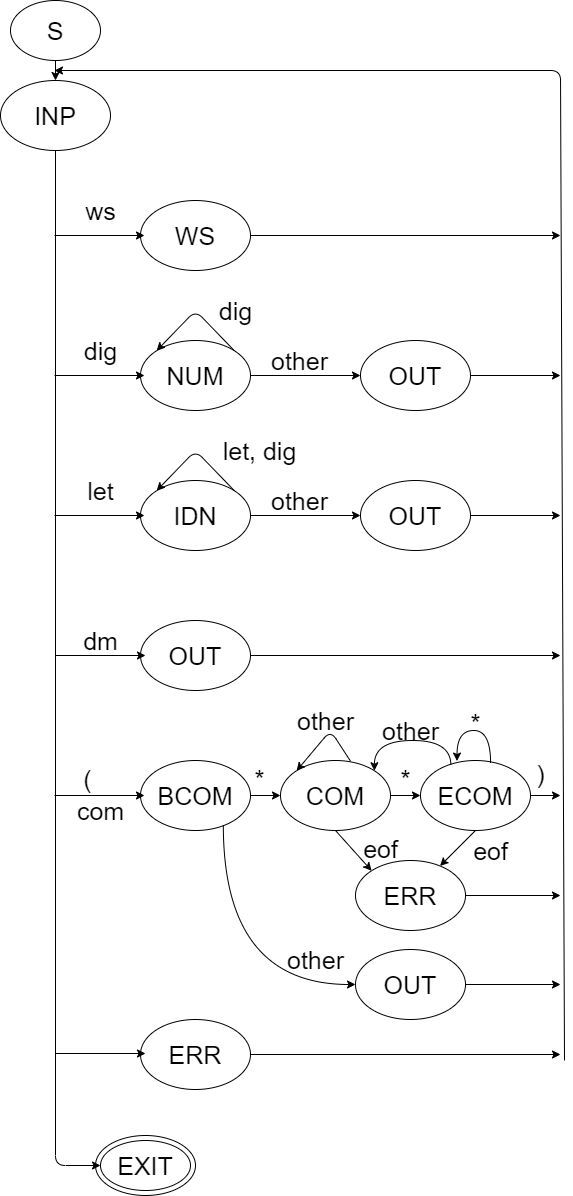 S
INP
ws
WS
dig
dig
NUM
other
OUT
let, dig
let
IDN
other
OUT
dm
OUT
other
other
*
(
com
BCOM
*
COM
*
ECOM
)
eof
eof
ERR
other
OUT
ERR
EXIT